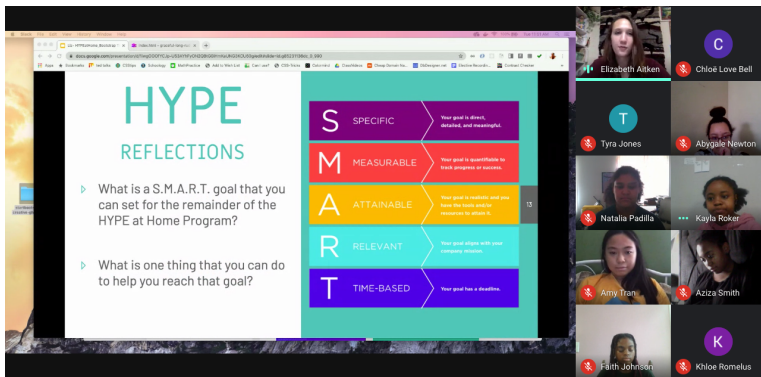 HYPE
REFLECTIONS
What is a S.M.A.R.T. goal that you
can set for the remainder of the
HYPE at Home Program?
What is one thing that you can do
to help you reach that goal?
S SPECIFIC
Your goal is direct,
detailed, and meaningful.
M MEASURABLE
Your goal is quantifiable to
track progress or success.
A ATTAINABLE
Your goal is realistic and you
have the tools and/or
resources to attain it.
R RELEVANT
Your goal aligns with your
company mission.
T TIME-BASED
Your goal has a deadline.
13
Elizabeth Aitken
C
Chloë Love Bell
T
Tyra Jones
Abygale Newton
Natalia Padilla
Kayla Roker
Amy Tran
Aziza Smith
Faith Johnson
K
Khloe Romelus